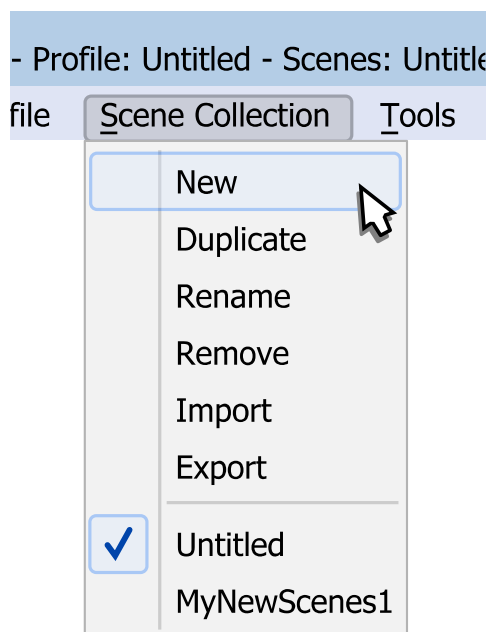 - Profile: Untitled - Scenes: Untitle
file Scene Collection Tools
New
Duplicate
Rename
Remove
Import
Export
Untitled
MyNewScenes1